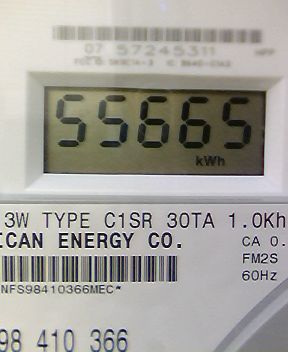 07 57245311
55665
kWh
3W TYPE C1SR 30TA 1.0Kh
ICAN ENERGY CO.
CA 0.
FM2S
60Hz
NFS98410366MEC*
98 410 366